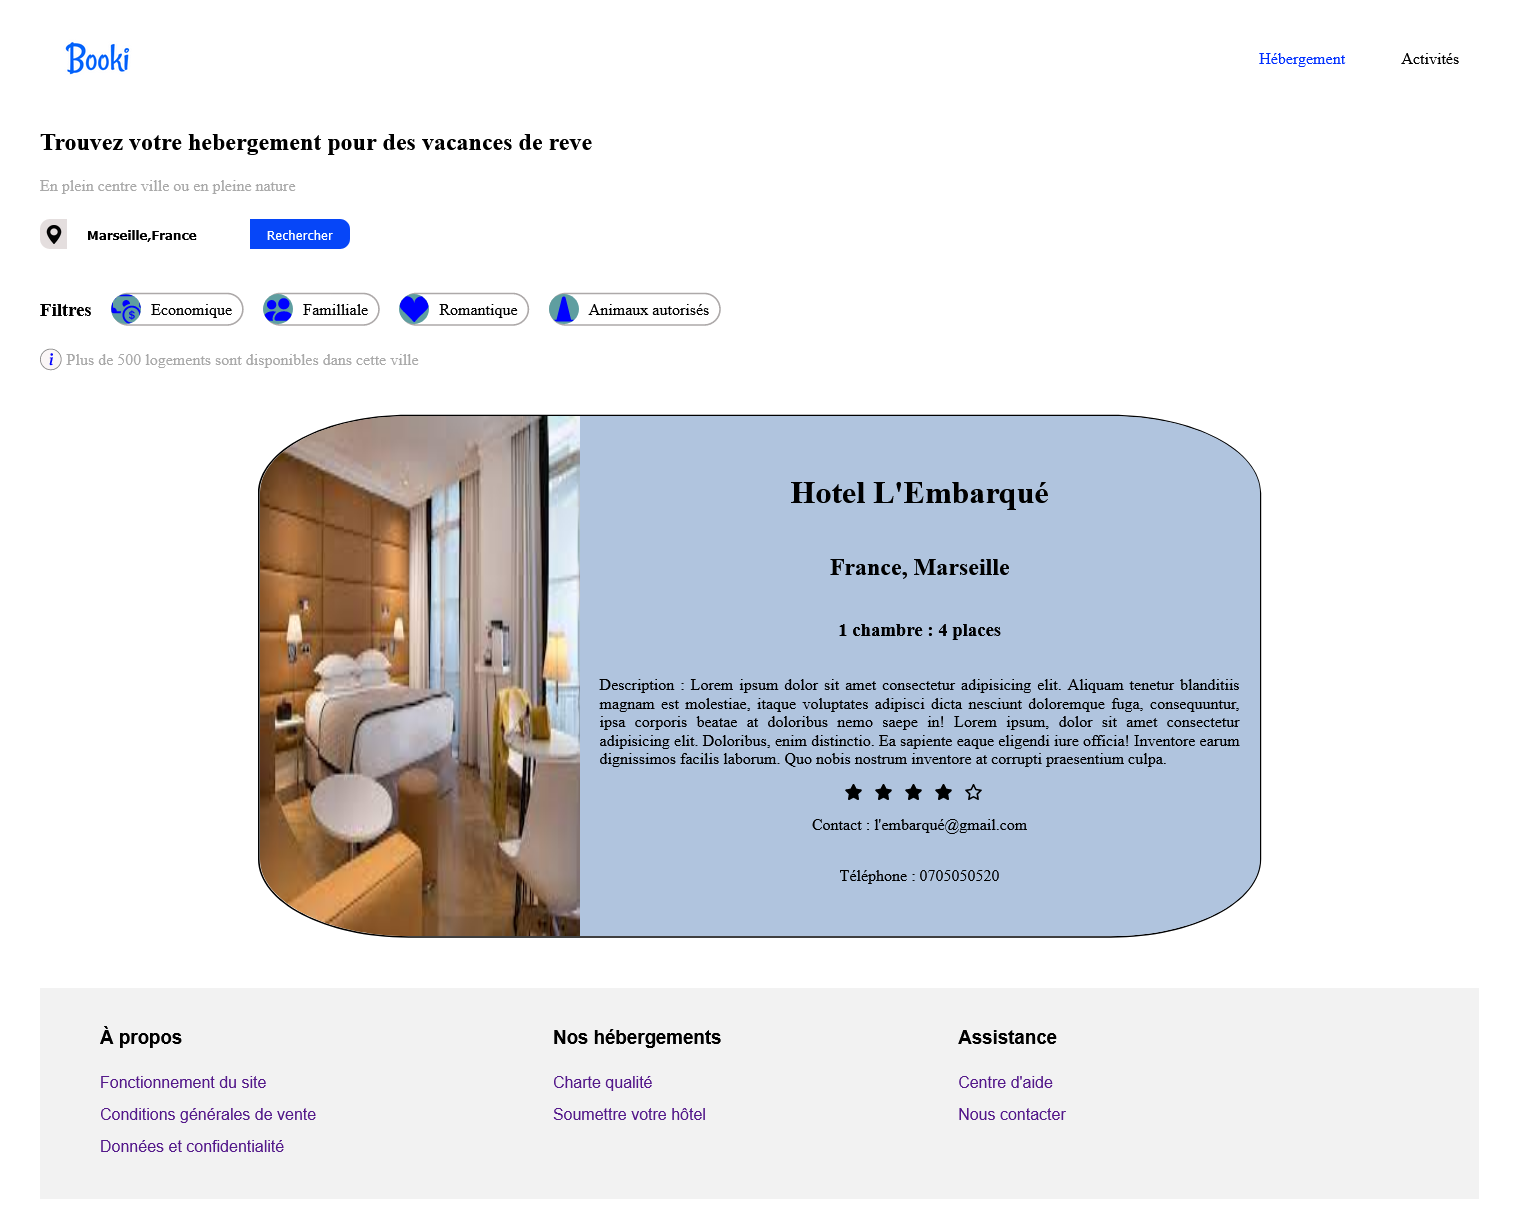 Booki
Hébergement
Activités
Trouvez votre hebergement pour des vacances de reve
En plein centre ville ou en pleine nature
Marseille,France
Rechercher
Filtres
Economique
Familliale
Romantique
Animaux autorisés
i Plus de 500 logements sont disponibles dans cette ville
Hotel L'Embarqué
France, Marseille
1 chambre : 4 places
Description : Lorem ipsum dolor sit amet consectetur adipisicing elit. Aliquam tenetur blanditiis
magnam est molestiae, itaque voluptates adipisci dicta nesciunt doloremque fuga, consequuntur,
ipsa corporis beatae at doloribus nemo saepe in! Lorem ipsum, dolor sit amet consectetur
adipisicing elit. Doloribus, enim distinctio. Ea sapiente eaque eligendi iure officia! Inventore earum
dignissimos facilis laborum. Quo nobis nostrum inventore at corrupti praesentium culpa.
Contact : l'embarqué@gmail.com
Téléphone : 0705050520
À propos
Fonctionnement du site
Conditions générales de vente
Données et confidentialité
Nos hébergements
Charte qualité
Soumettre votre hôtel
Assistance
Centre d'aide
Nous contacter